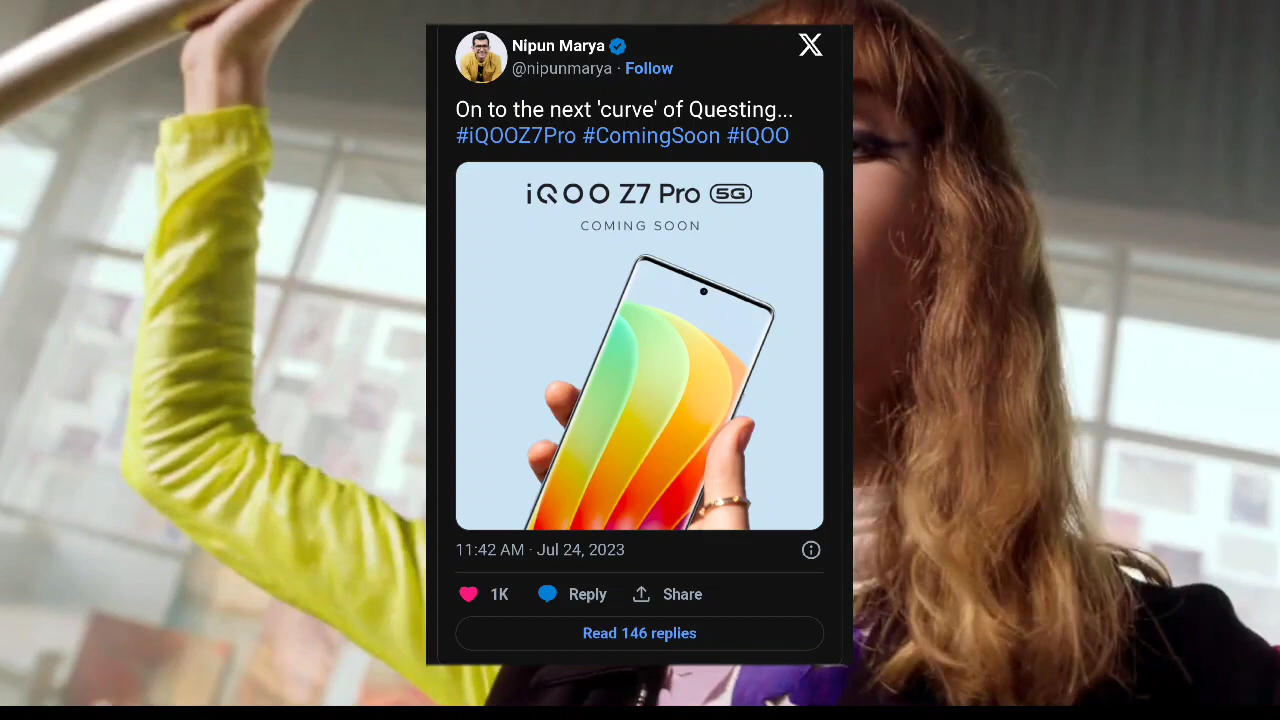 Nipun Marya
@nipunmarya · Follow
On to the next 'curve' of Questing...
#iQOOZ7Pro #ComingSoon #iQOO
iQOO Z7 Pro 5G
COMING SOON
11:42 AM · Jul 24, 2023
1K Reply Share
Read 146 replies